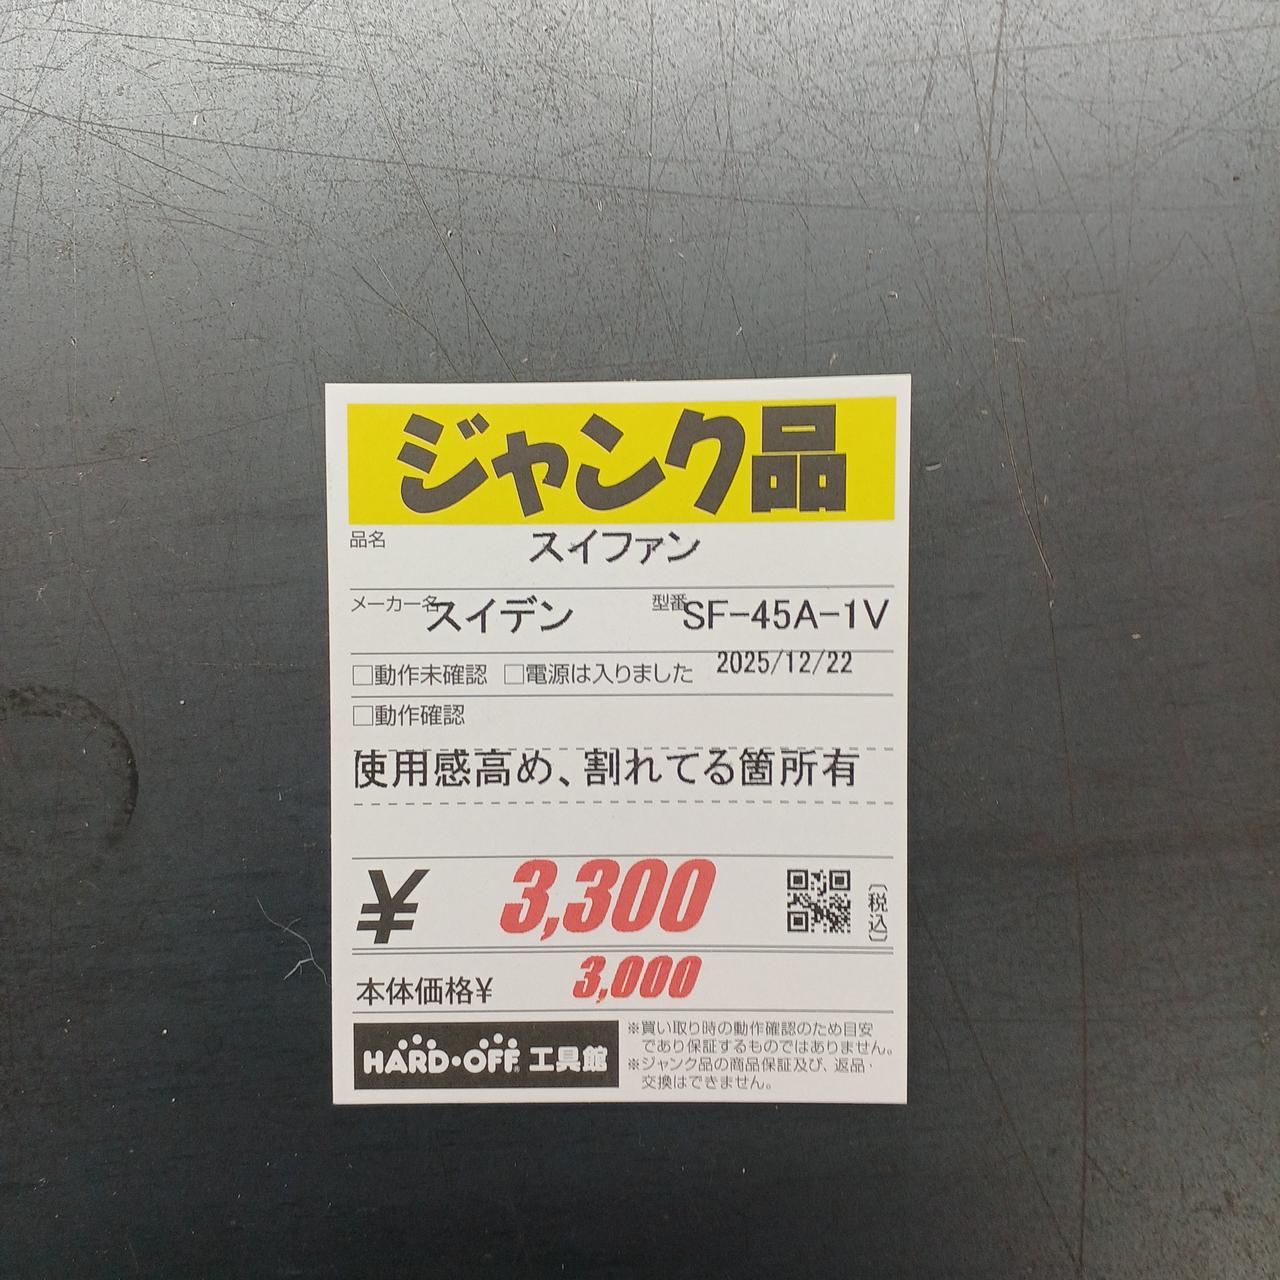 ジャンク品
品名 スイファン
メーカー名 スイデン 型番 SF-45A-1V
□動作未確認 □電源は入りました 2025/12/22
□動作確認
使用感高め、割れてる箇所有
¥ 3,300 (税込)
本体価格¥ 3,000
HARD・OFF 工具館
※買い取り時の動作確認のため目安
であり保証するものではありません。
※ジャンク品の商品保証及び、返品・
交換はできません。